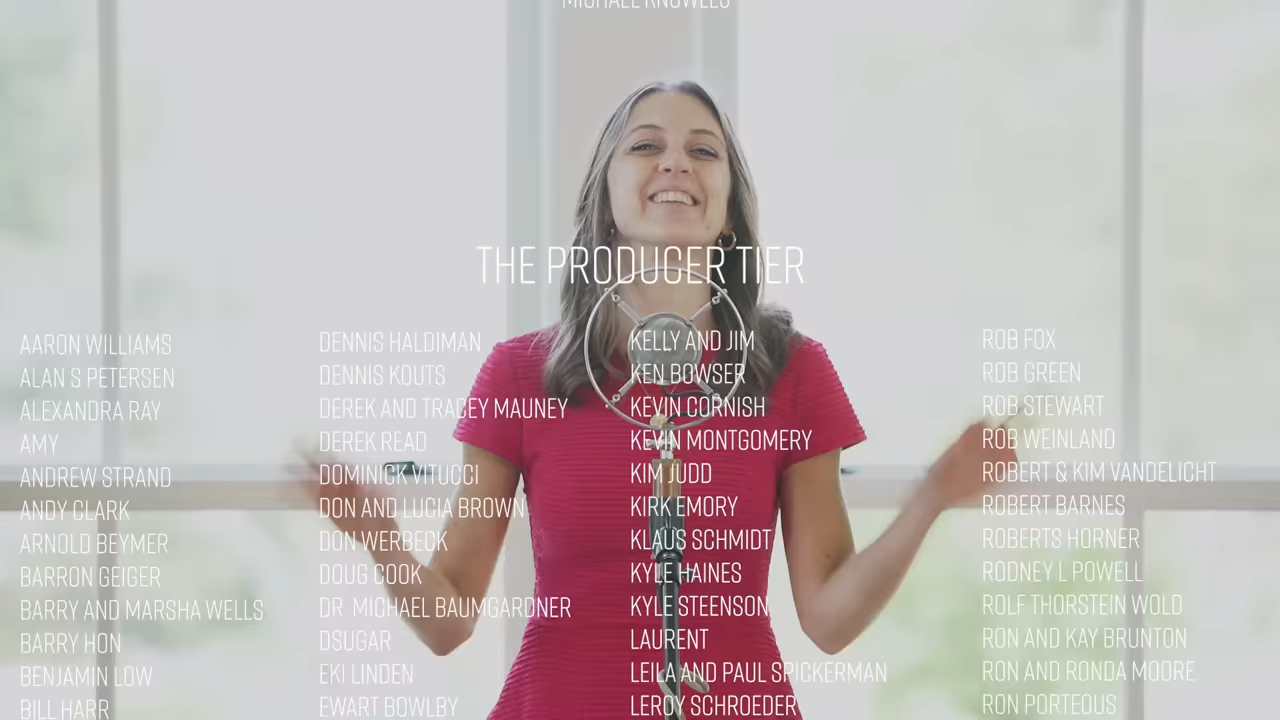 MICHAEL KNOWLES
THE PRODUCER TIER
AARON WILLIAMS
ALAN S PETERSEN
ALEXANDRA RAY
AMY
ANDREW STRAND
ANDY CLARK
ARNOLD BEYMER
BARRON GEIGER
BARRY AND MARSHA WELLS
BARRY HON
BENJAMIN LOW
BILL HARR
DENNIS HALDIMAN
DENNIS KOUTS
DEREK AND TRACEY MAUNEY
DEREK READ
DOMINICK VITUCCI
DON AND LUGIA BROWN
DON WERBECK
DOUG COOK
DR MICHAEL BAUMGARDNER
DSUGAR
EKI LINDEN
EWART BOWLBY
KELLY AND JIM
KEN BOWSER
KEVIN CORNISH
KEVIN MONTGOMERY
KIM JUDD
KIRK EMORY
KLAUS SCHMIDT
KYLE HAINES
KYLE STEENSON
LAURENT
LEILA AND PAUL SPICKERMAN
LEROY SCHROEDER
ROB FOX
ROB GREEN
ROB STEWART
ROB WEINLAND
ROBERT & KIM VANDELICHT
ROBERT BARNES
ROBERTS HORNER
RODNEY L POWELL
ROLF THORSTEIN WOLD
RON AND KAY BRUNTON
RON AND RONDA MOORE
RON PORTEOUS